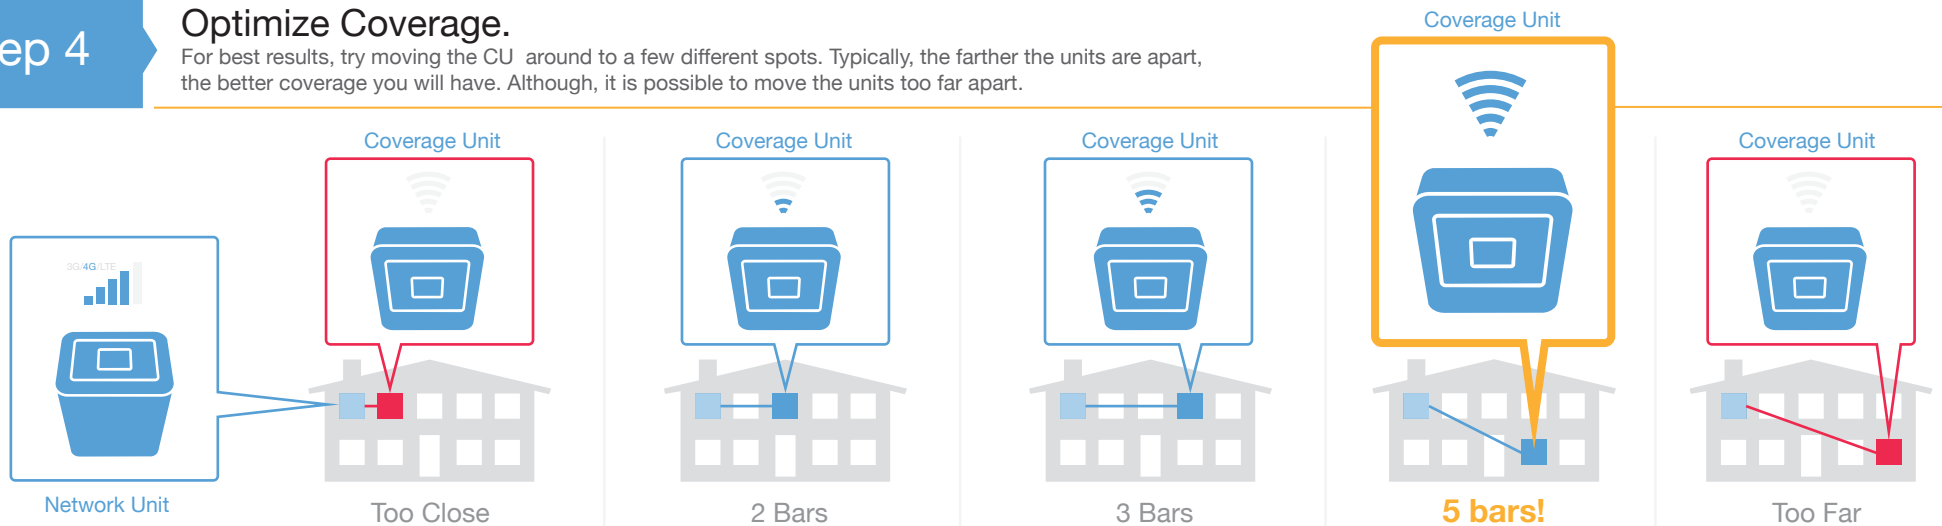 ep 4
Optimize Coverage.
For best results, try moving the CU around to a few different spots. Typically, the farther the units are apart,
the better coverage you will have. Although, it is possible to move the units too far apart.
Coverage Unit
Coverage Unit
Coverage Unit
Coverage Unit
Coverage Unit
3G/4G/LTE
Network Unit
Too Close
2 Bars
3 Bars
5 bars!
Too Far